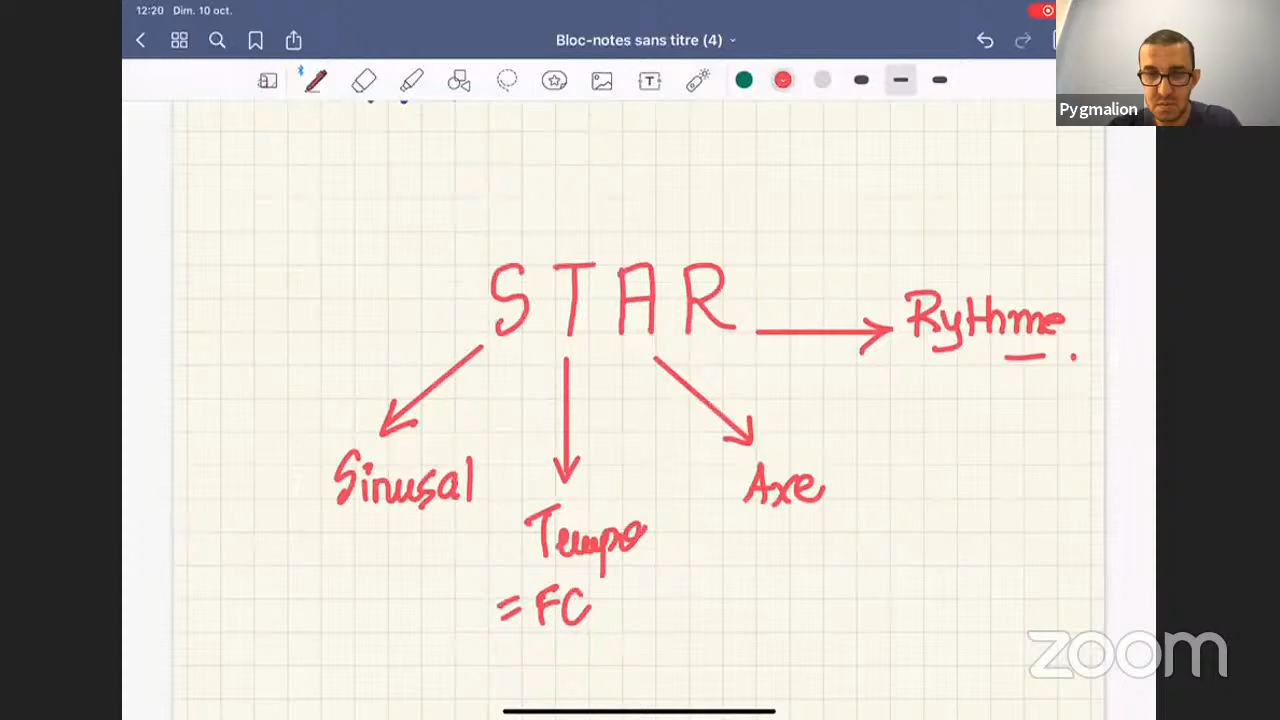 12:20 Dim. 10 oct.
Bloc-notes sans titre (4)
Pygmalion
STAR
Rythme.
Sinusal
Axe
Tempo
= FC
zoom